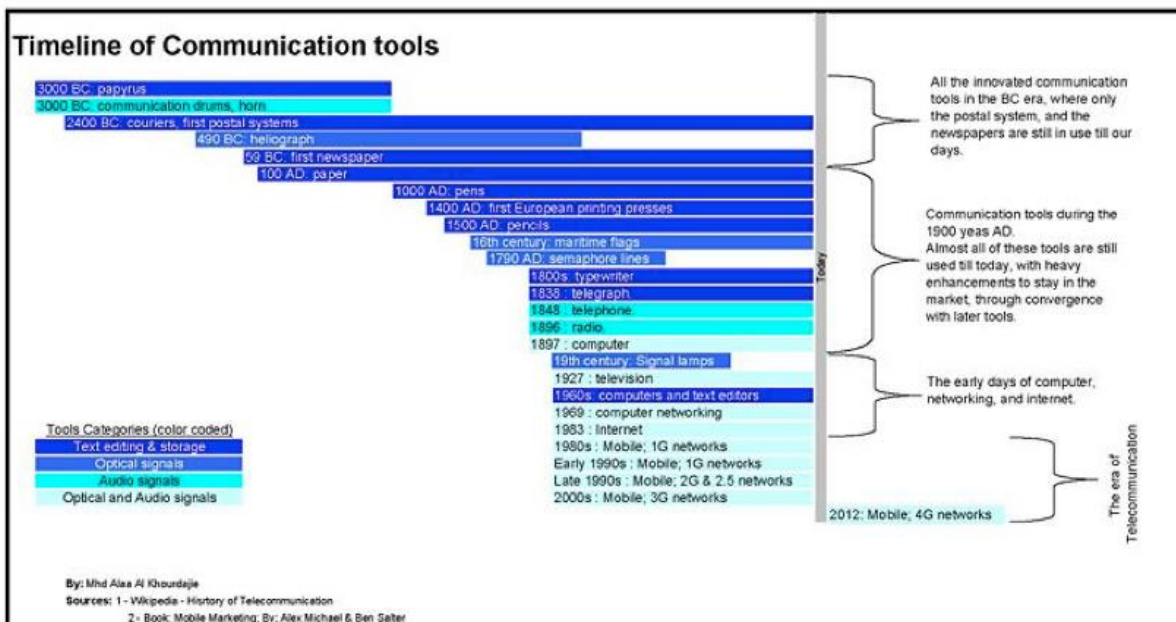 Timeline of Communication tools
3000 BC: papyrus
3000 BC: communication drums, horn
2400 BC: couriers, first postal systems
490 BC: heliograph
59 BC: first newspaper
100 AD: paper
1000 AD: pens
1400 AD: first European printing presses
1500 AD: pencils
16th century: maritime flags
1790 AD: semaphore lines
1800s: typewriter
1838 : telegraph.
1848 : telephone.
1896 : radio.
1897 : computer
19th century: Signal lamps
1927 : television
1960s: computers and text editors
1969 : computer networking
1983 : Internet
1980s : Mobile; 1G networks
Early 1990s : Mobile; 1G networks
Late 1990s : Mobile; 2G & 2.5 networks
2000s : Mobile; 3G networks
2012: Mobile; 4G networks
Today
All the innovated communication
tools in the BC era, where only
the postal system, and the
newspapers are still in use till our
days.
Communication tools during the
1900 yeas AD.
Almost all of these tools are still
used till today, with heavy
enhancements to stay in the
market, through convergence
with later tools.
The early days of computer,
networking, and internet.
The era of
Telecommunication
Tools Categories (color coded)
Text editing & storage
Optical signals
Audio signals
Optical and Audio signals
By: Mhd Alaa Al Khourdajie
Sources: 1 - Wikipedia - Hisrtory of Telecommunication
2 - Book: Mobile Marketing; By: Alex Michael & Ben Salter